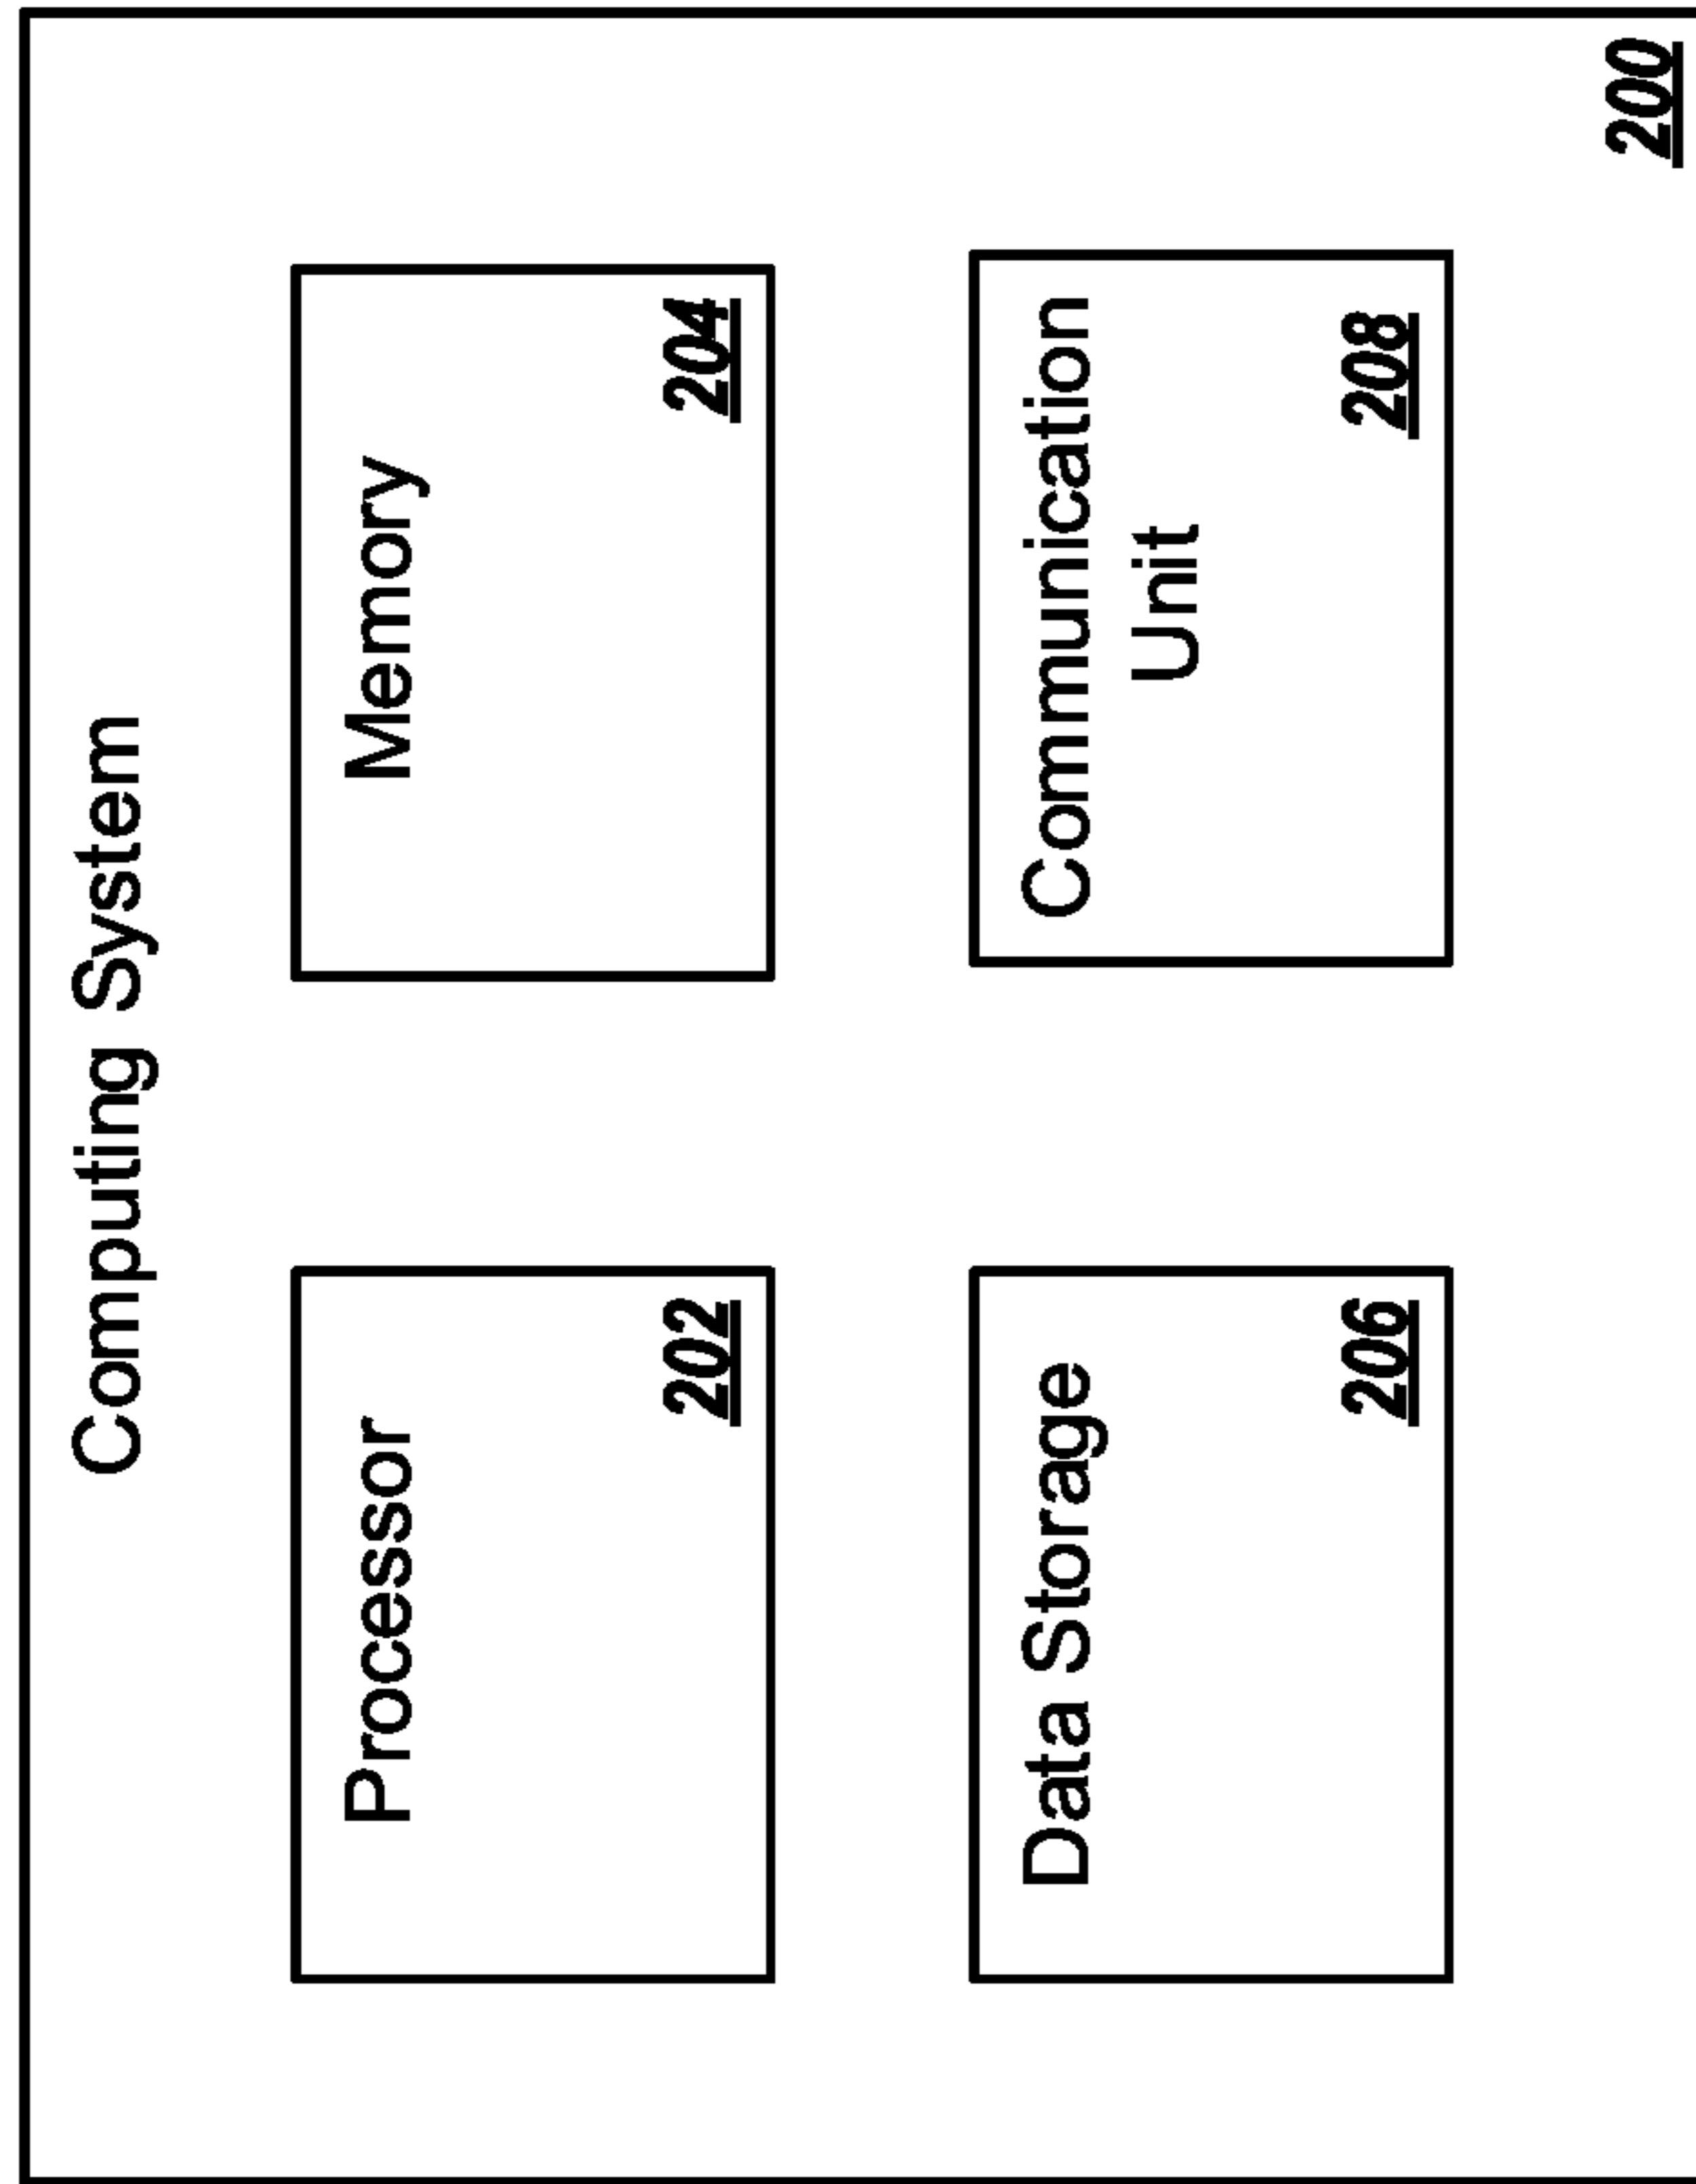 Computing System
Processor
202
Memory
204
Data Storage
206
Communication
Unit
208
200